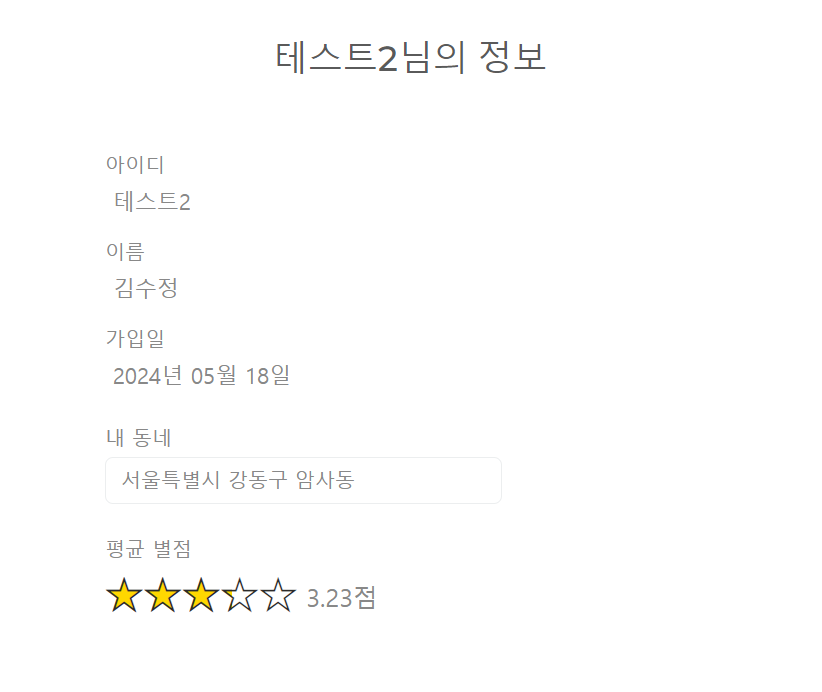 테스트2님의 정보
아이디
테스트2
이름
김수정
가입일
2024년 05월 18일
내 동네
서울특별시 강동구 암사동
평균 별점
3.23점